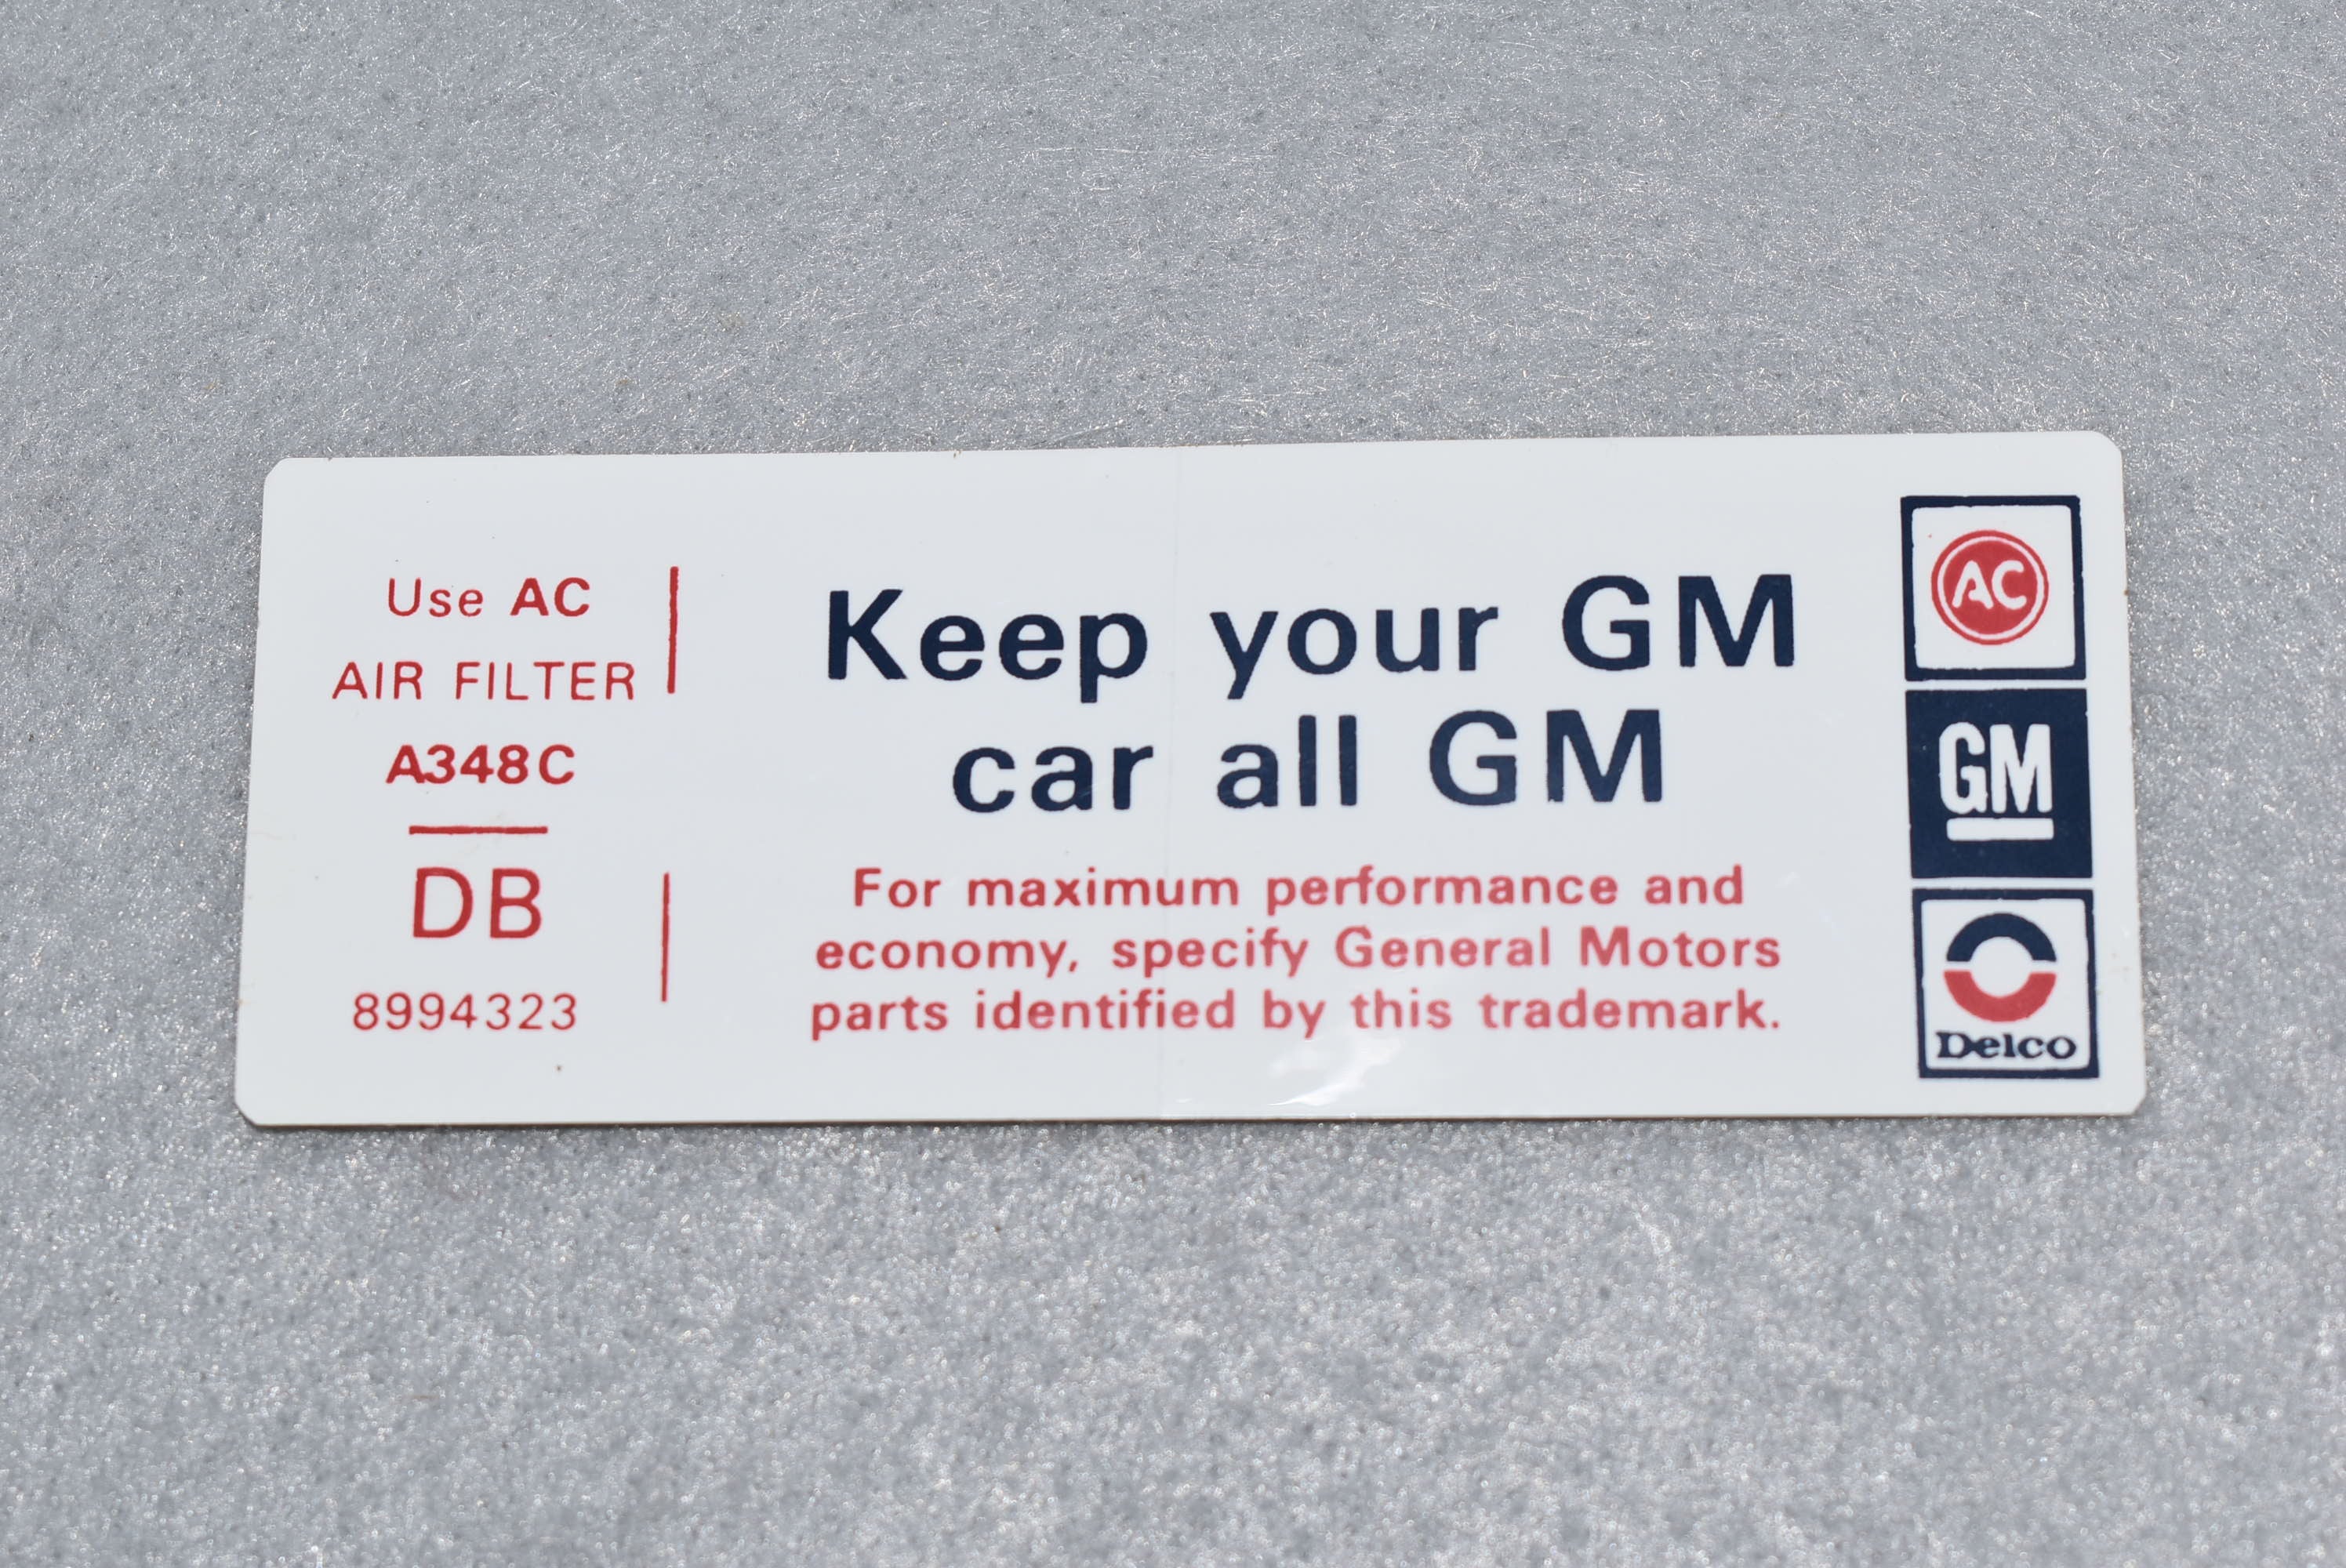 Use AC
AIR FILTER
A348C
DB
8994323
Keep your GM
car all GM
For maximum performance and
economy, specify General Motors
parts identified by this trademark.
AC
GM
Delco